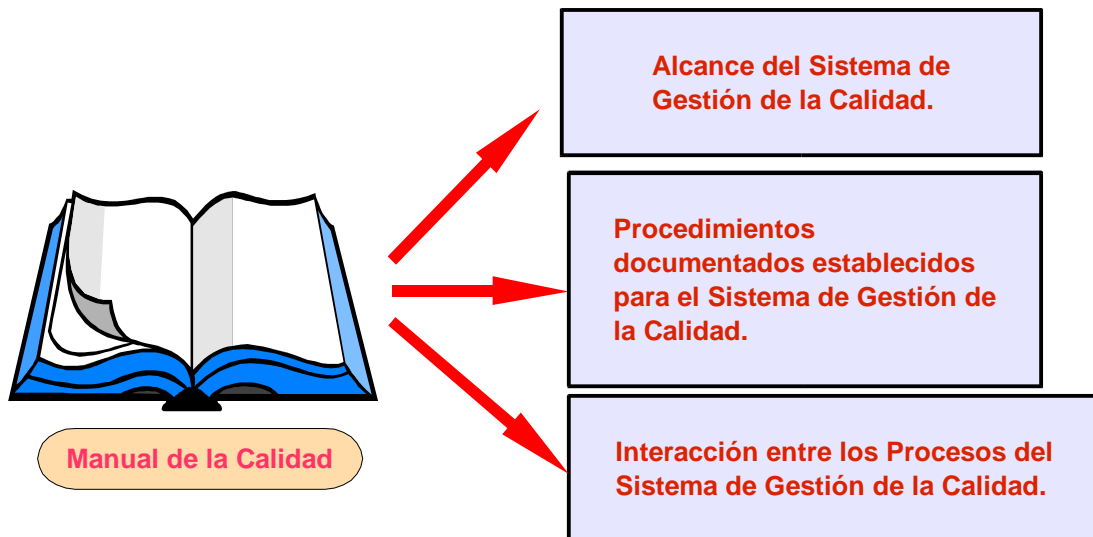 Alcance del Sistema de
Gestión de la Calidad.
Procedimientos
documentados establecidos
para el Sistema de Gestión de
la Calidad.
Manual de la Calidad
Interacción entre los Procesos del
Sistema de Gestión de la Calidad.